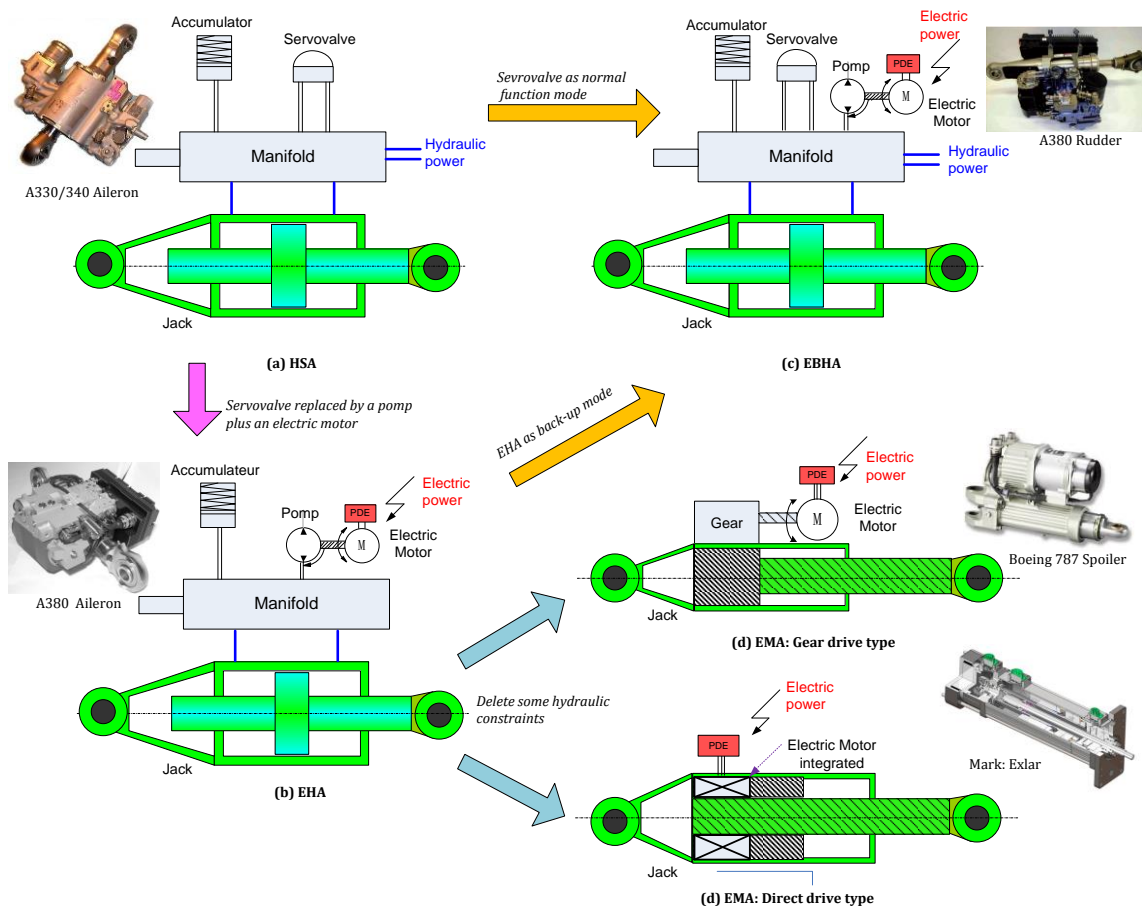 Accumulator
Servovalve
Manifold
Hydraulic
power
A330/340 Aileron
Jack
(a) HSA
Sevrovalve as normal
function mode
Accumulator
Servovalve
Pump
PDE
M
Electric
power
Electric
Motor
Manifold
Hydraulic
power
A380 Rudder
Jack
(c) EBHA
Servovalve replaced by a pump
plus an electric motor
EHA as back-up mode
Accumulateur
Pump
PDE
M
Electric
power
Electric
Motor
Manifold
A380 Aileron
Jack
(b) EHA
Delete some hydraulic
constraints
Gear
PDE
M
Electric
power
Electric
Motor
Boeing 787 Spoiler
Jack
(d) EMA: Gear drive type
Electric
power
PDE
Electric Motor
integrated
Mark: Exlar
Jack
(d) EMA: Direct drive type